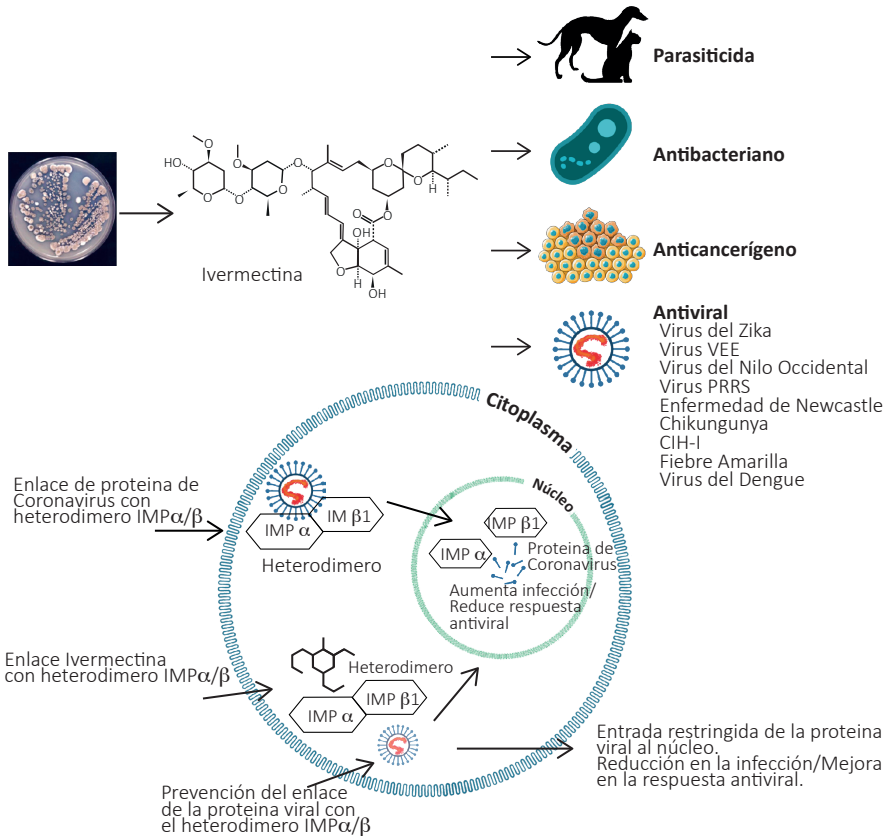 Parasiticida
Antibacteriano
O
HO
O
O
O
O
O
O
O
O
O
H
O
O
OH
O
H
OH
Ivermectina
Anticancerígeno
Antiviral
Virus del Zika
Virus VEE
Virus del Nilo Occidental
Virus PRRS
Enfermedad de Newcastle
Chikungunya
CIH-I
Fiebre Amarilla
Virus del Dengue
Citoplasma
Núcleo
Enlace de proteina de
Coronavirus con
heterodimero IMPα/β
IMP α
IM β1
Heterodimero
IMP β1
IMP α
Proteina de
Coronavirus
Aumenta infección/
Reduce respuesta
antiviral
Enlace Ivermectina
con heterodimero IMPα/β
Heterodimero
IMP α
IMP β1
Entrada restringida de la proteina
viral al núcleo.
Reducción en la infección/Mejora
en la respuesta antiviral.
Prevención del enlace
de la proteina viral con
el heterodimero IMPα/β